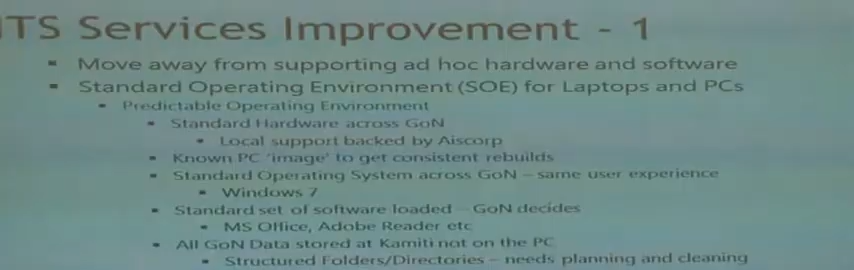 ITS Services Improvement - 1
▪ Move away from supporting ad hoc hardware and software
▪ Standard Operating Environment (SOE) for Laptops and PCs
▪ Predictable Operating Environment
▪ Standard Hardware across GoN
▪ Local support backed by Aiscorp
▪ Known PC 'image' to get consistent rebuilds
▪ Standard Operating System across GoN – same user experience
▪ Windows 7
▪ Standard set of software loaded – GoN decides
▪ MS Office, Adobe Reader etc
▪ All GoN Data stored at Kamiti not on the PC
▪ Structured Folders/Directories – needs planning and cleaning